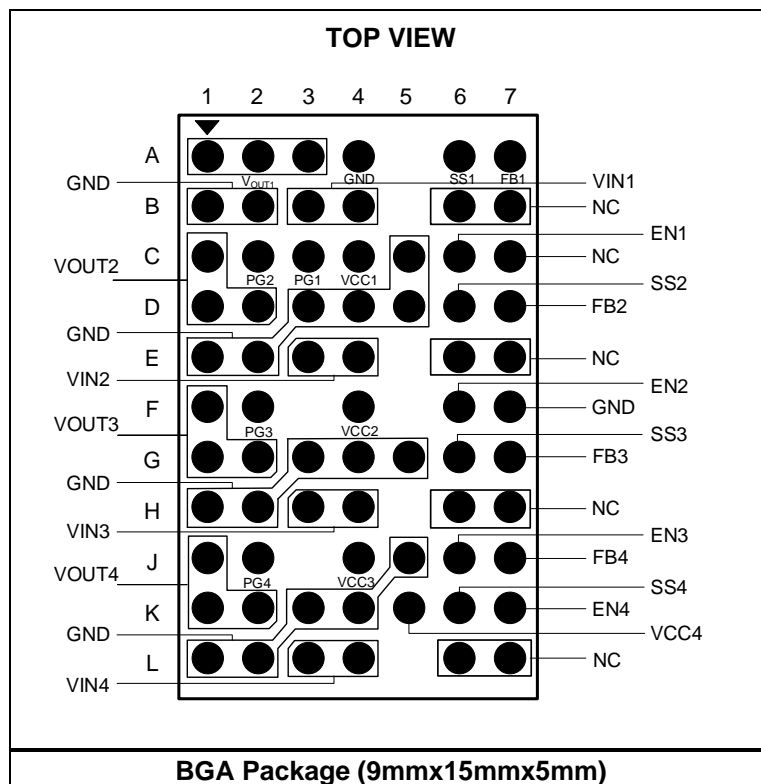 TOP VIEW
1 2 3 4 5 6 7
A
GND VOUT1 GND SS1 FB1 VIN1
B NC
EN1
C NC
VOUT2 PG2 PG1 VCC1 SS2
D FB2
GND
E NC
VIN2
EN2
F GND
VOUT3 PG3 VCC2 SS3
G FB3
GND
H NC
VIN3
EN3
J FB4
VOUT4 PG4 VCC3 SS4
K EN4
GND VCC4
L NC
VIN4
BGA Package (9mmx15mmx5mm)